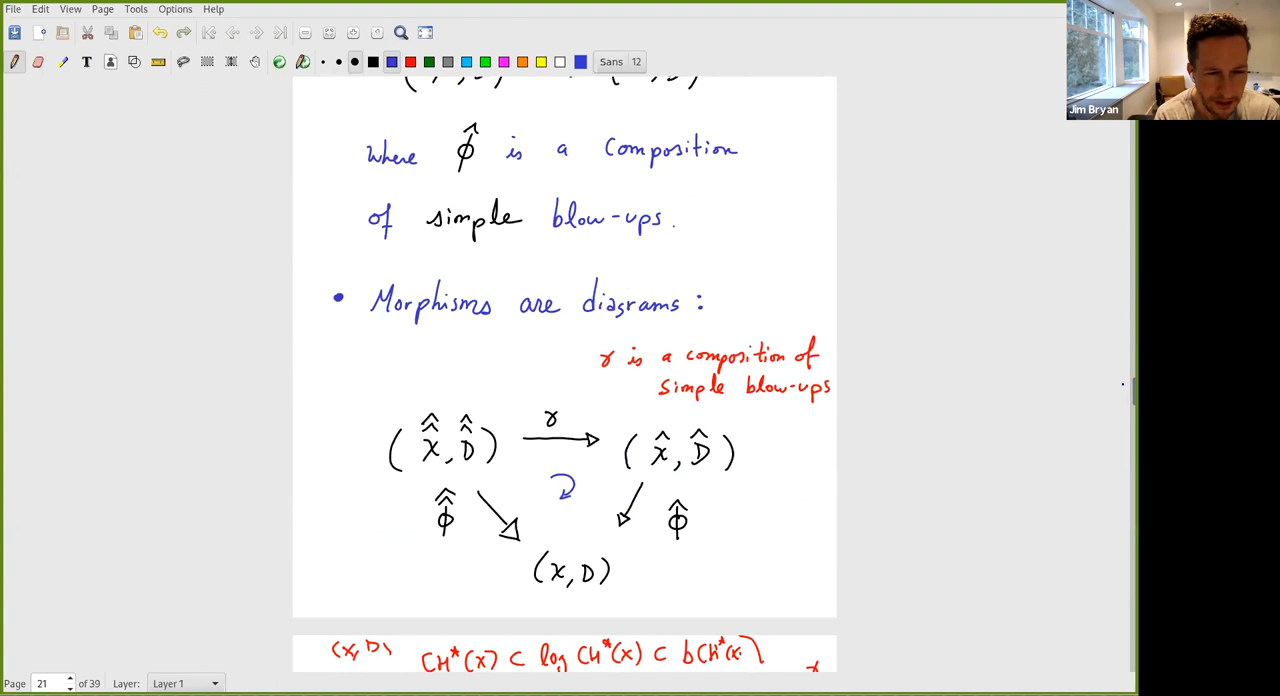 File Edit View Page Tools Options Help
Sans 12
Jim Bryan
Where ϕ̂ is a composition
of simple blow-ups.
• Morphisms are diagrams:
γ is a composition of
simple blow-ups
(X̂̂, D̂̂) γ (X̂, D̂)
ϕ̂̂ ϕ̂
(X, D)
(X, D) CH*(X) ⊂ log CH*(X) ⊂ bCH*(X)
Page 21 of 39 Layer: Layer 1